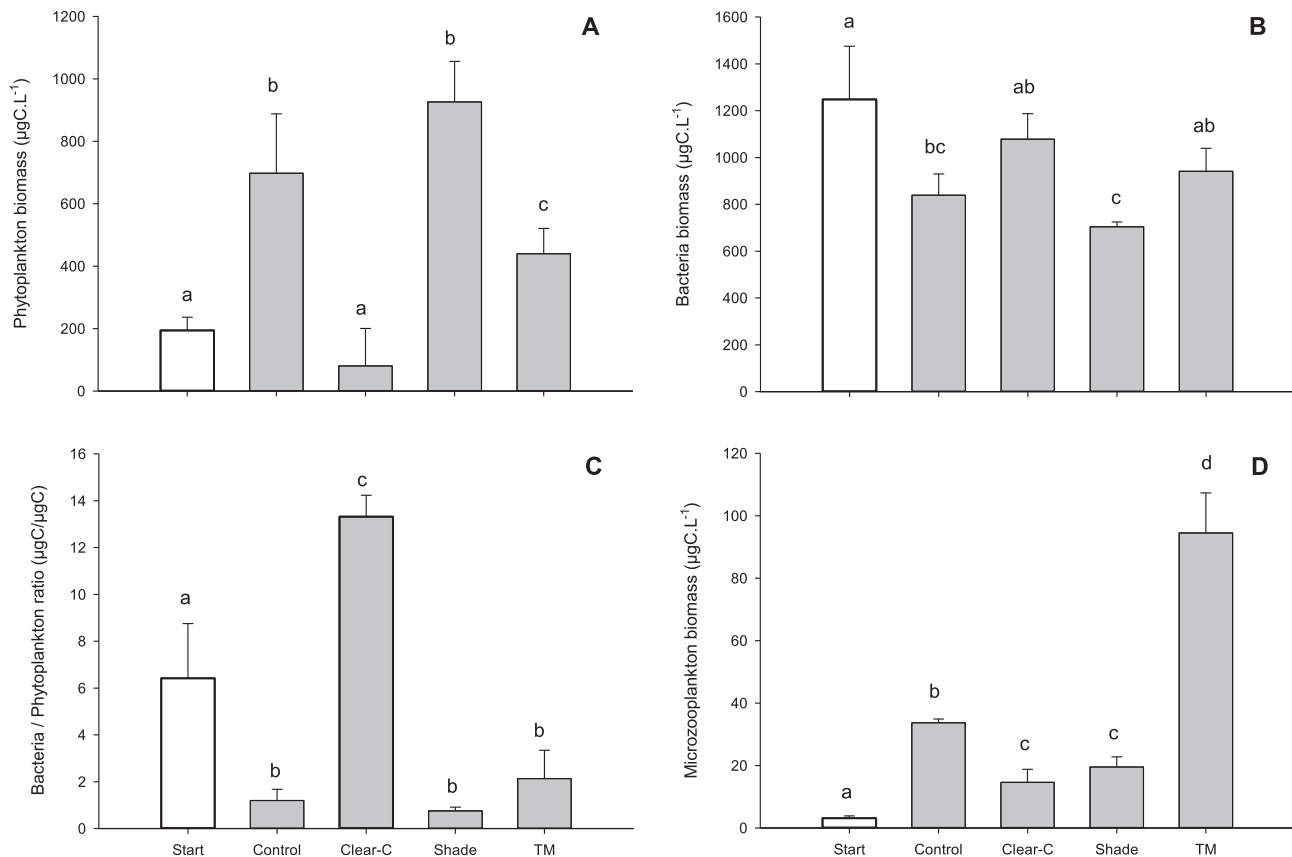 A
Phytoplankton biomass (µgC.L-1)
1200
1000
800
600
400
200
0
a
b
a
b
c
B
Bacteria biomass (µgC.L-1)
1600
1400
1200
1000
800
600
400
200
0
a
bc
ab
c
ab
C
Bacteria / Phytoplankton ratio (µgC/µgC)
16
14
12
10
8
6
4
2
0
a
b
c
b
b
Start Control Clear-C Shade TM
D
Microzooplankton biomass (µgC.L-1)
120
100
80
60
40
20
0
a
b
c
c
d
Start Control Clear-C Shade TM